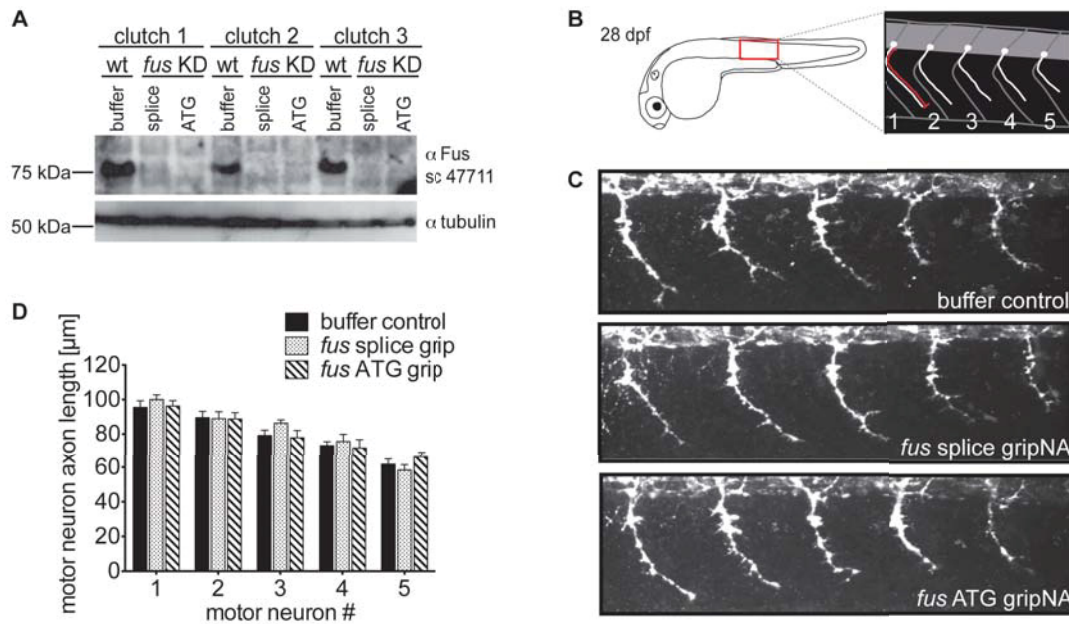 A
clutch 1 clutch 2 clutch 3
wt fus KD wt fus KD wt fus KD
buffer splice ATG buffer splice ATG buffer splice ATG
75 kDa
α Fus
sc 47711
50 kDa
α tubulin
B
28 dpf
1 2 3 4 5
C
buffer control
fus splice gripNA
fus ATG gripNA
D
buffer control
fus splice grip
fus ATG grip
motor neuron axon length [µm]
120
100
80
60
40
20
0
1 2 3 4 5
motor neuron #